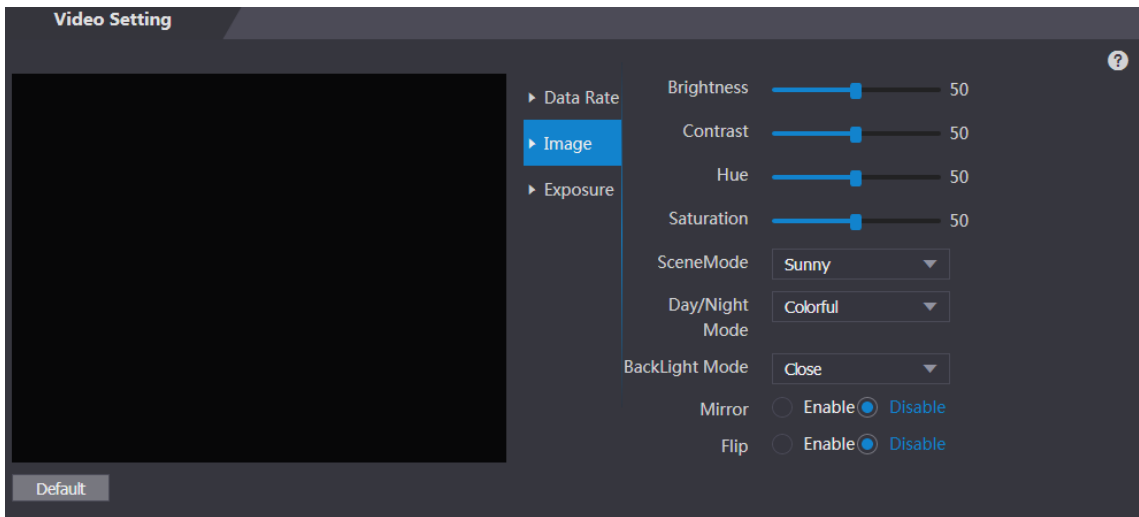 Video Setting
?
Data Rate
Image
Exposure
Brightness 50
Contrast 50
Hue 50
Saturation 50
SceneMode Sunny
Day/Night
Mode
Colorful
BackLight Mode Close
Mirror Enable Disable
Flip Enable Disable
Default